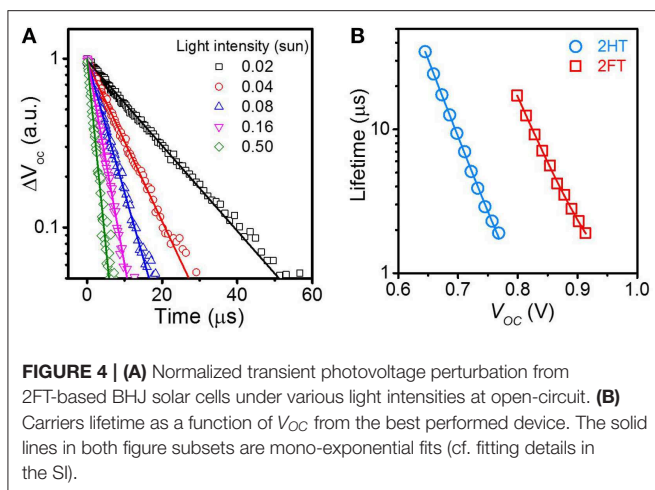 A
Light intensity (sun)
0.02
0.04
0.08
0.16
0.50
1
0.1
ΔVoc (a.u.)
0 20 40 60
Time (μs)
B
2HT
2FT
10
1
Lifetime (μs)
0.6 0.7 0.8 0.9 1.0
VOC (V)
FIGURE 4 | (A) Normalized transient photovoltage perturbation from
2FT-based BHJ solar cells under various light intensities at open-circuit. (B)
Carriers lifetime as a function of VOC from the best performed device. The solid
lines in both figure subsets are mono-exponential fits (cf. fitting details in
the SI).